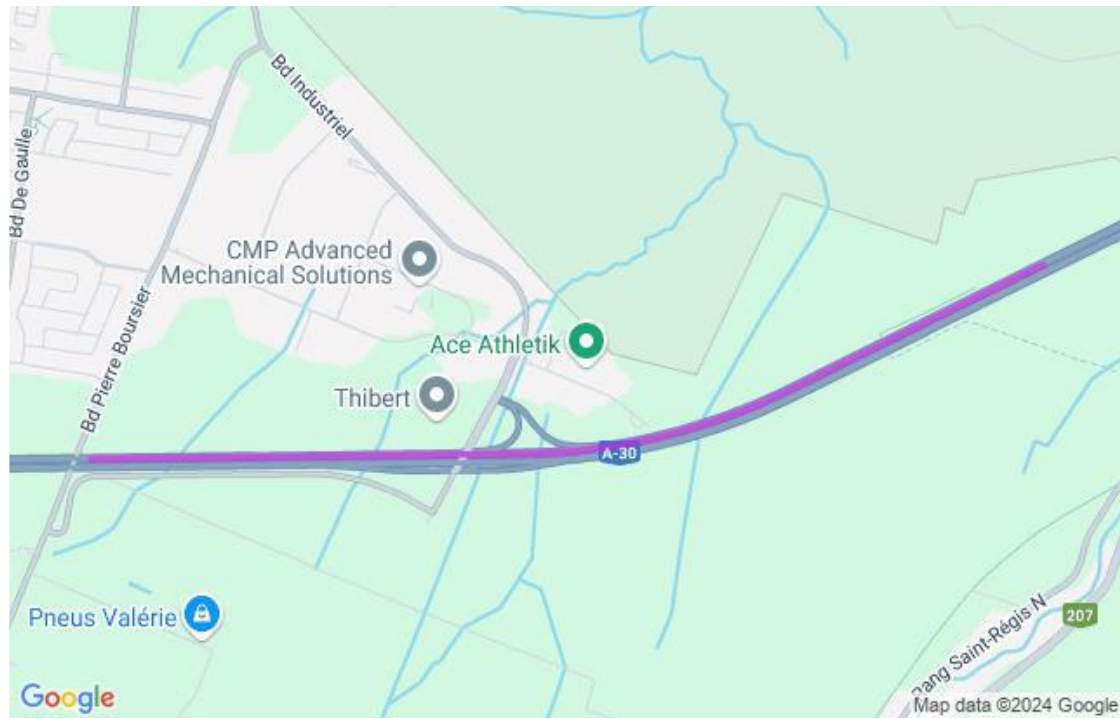 Bd Industriel
Bd De Gaulle
CMP Advanced
Mechanical Solutions
Bd Pierre Boursier
Ace Athletik
Thibert
A-30
Pneus Valérie
207
Rang Saint-Régis N
Google
Map data ©2024 Google